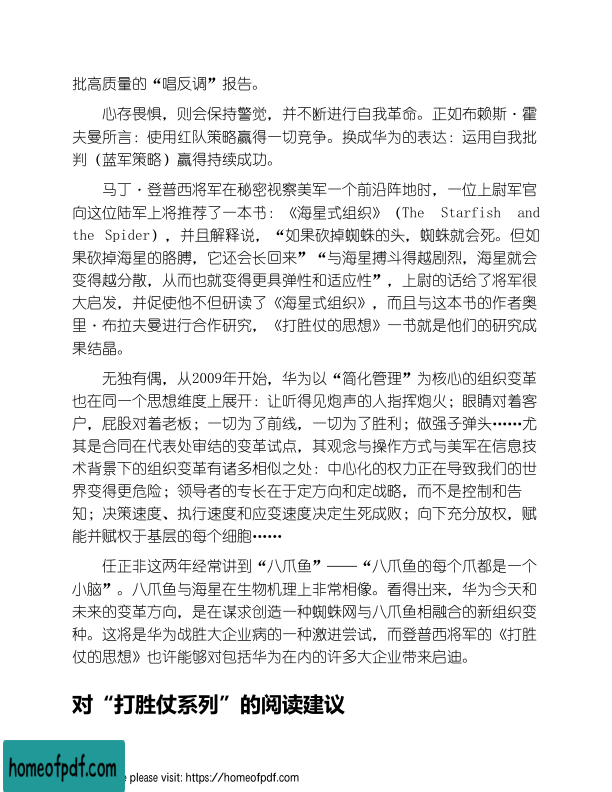 批高质量的“唱反调”报告。
心存畏惧，则会保持警觉，并不断进行自我革命。正如布赖斯·霍
夫曼所言：使用红队策略赢得一切竞争。换成华为的表达：运用自我批
判（蓝军策略）赢得持续成功。
马丁·登普西将军在秘密视察美军一个前沿阵地时，一位上尉军官
向这位陆军上将推荐了一本书：《海星式组织》（The Starfish and
the Spider），并且解释说，“如果砍掉蜘蛛的头，蜘蛛就会死。但如
果砍掉海星的胳膊，它还会长回来”“与海星搏斗得越剧烈，海星就会
变得越分散，从而也就变得更具弹性和适应性”，上尉的话给了将军很
大启发，并促使他不但研读了《海星式组织》，而且与这本书的作者奥
里·布拉夫曼进行合作研究，《打胜仗的思想》一书就是他们的研究成
果结晶。
无独有偶，从2009年开始，华为以“简化管理”为核心的组织变革
也在同一个思想维度上展开：让听得见炮声的人指挥炮火；眼睛对着客
户，屁股对着老板；一切为了前线，一切为了胜利；做强子弹头……尤
其是合同在代表处审结的变革试点，其观念与操作方式与美军在信息技
术背景下的组织变革有诸多相似之处：中心化的权力正在导致我们的世
界变得更危险；领导者的专长在于定方向和定战略，而不是控制和告
知；决策速度、执行速度和应变速度决定生死成败；向下充分放权，赋
能并赋权于基层的每个细胞……
任正非这两年经常讲到“八爪鱼”——“八爪鱼的每个爪都是一个
小脑”。八爪鱼与海星在生物机理上非常相像。看得出来，华为今天和
未来的变革方向，是在谋求创造一种蜘蛛网与八爪鱼相融合的新组织变
种。这将是华为战胜大企业病的一种激进尝试，而登普西将军的《打胜
仗的思想》也许能够对包括华为在内的许多大企业带来启迪。
对“打胜仗系列”的阅读建议
homeofpdf.com
e please visit: https://homeofpdf.com